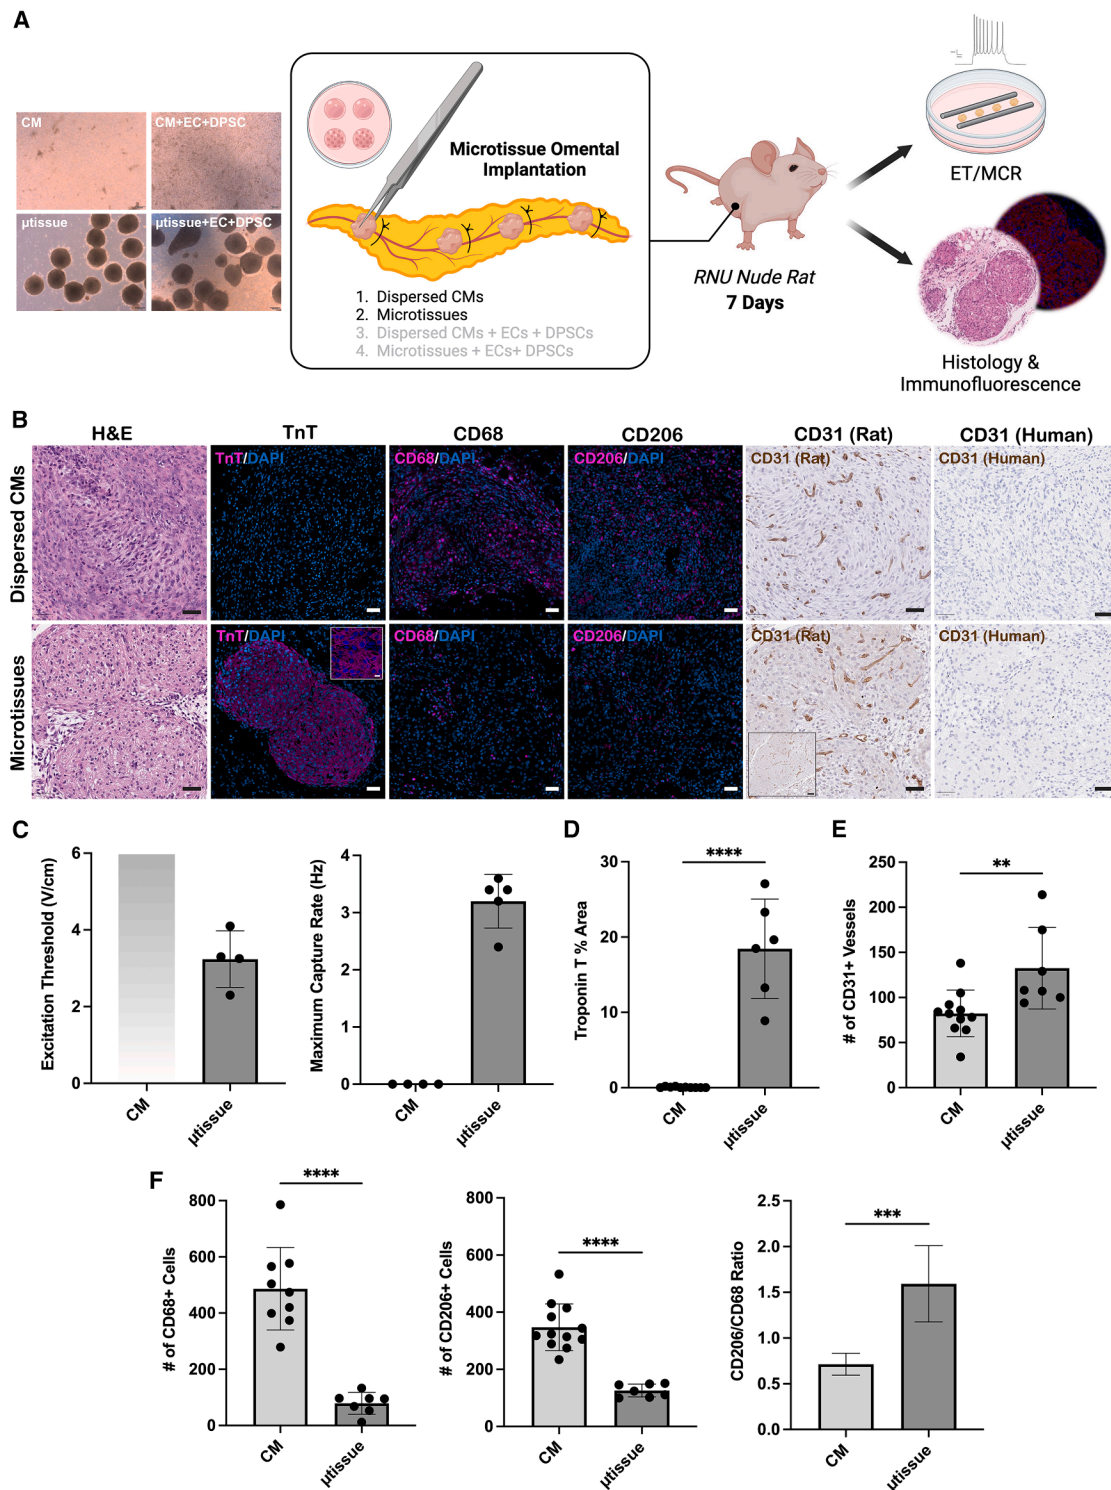 A
CM
CM+EC+DPSC
µtissue
µtissue+EC+DPSC
Microtissue Omental
Implantation
1. Dispersed CMs
2. Microtissues
3. Dispersed CMs + ECs + DPSCs
4. Microtissues + ECs+ DPSCs
RNU Nude Rat
7 Days
ET/MCR
Histology &
Immunofluorescence
B
H&E
TnT
CD68
CD206
CD31 (Rat)
CD31 (Human)
Dispersed CMs
TnT/DAPI
CD68/DAPI
CD206/DAPI
CD31 (Rat)
CD31 (Human)
Microtissues
TnT/DAPI
CD68/DAPI
CD206/DAPI
CD31 (Rat)
CD31 (Human)
C
Excitation Threshold (V/cm)
6
4
2
0
CM
µtissue
Maximum Capture Rate (Hz)
4
3
2
1
0
CM
µtissue
D
Troponin T % Area
30
20
10
0
****
CM
µtissue
E
# of CD31+ Vessels
250
200
150
100
50
0
**
CM
µtissue
F
# of CD68+ Cells
800
600
400
200
0
****
CM
µtissue
# of CD206+ Cells
800
600
400
200
0
****
CM
µtissue
CD206/CD68 Ratio
2.5
2.0
1.5
1.0
0.5
0.0
***
CM
µtissue